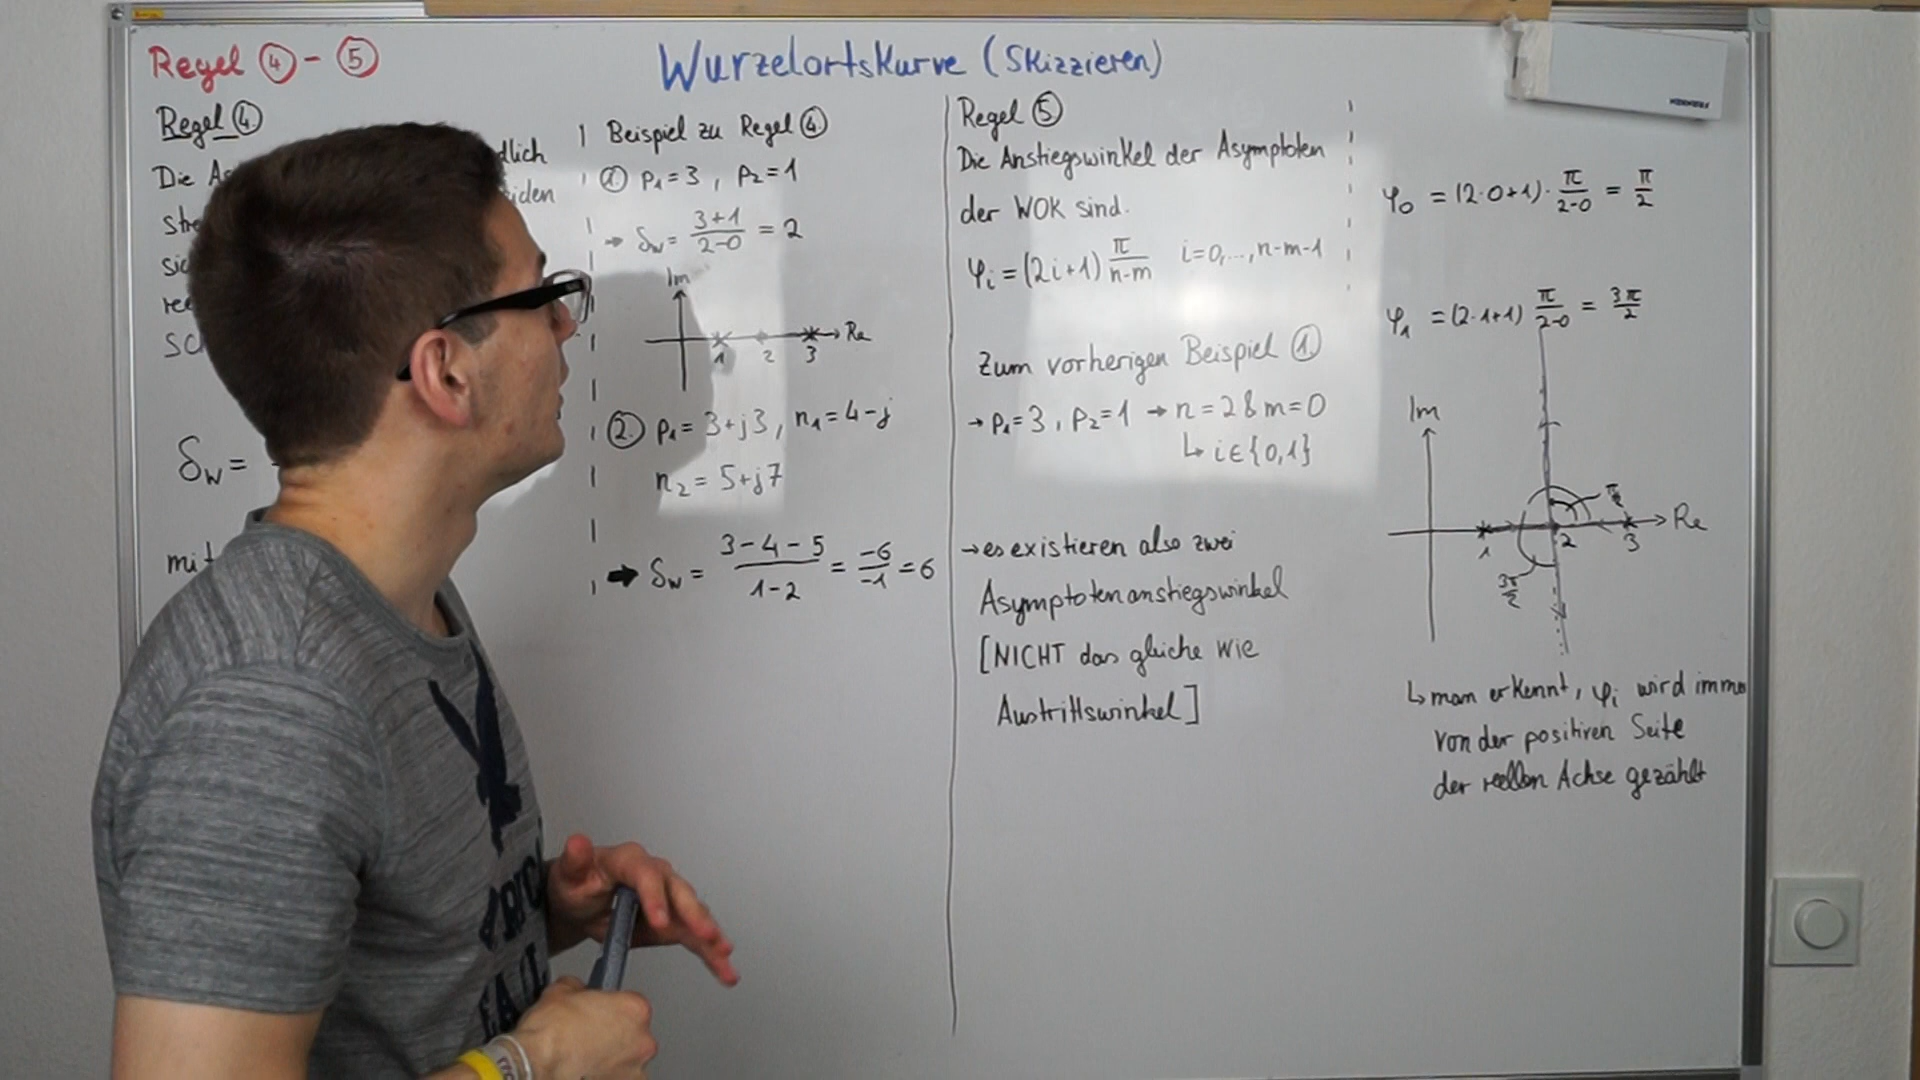 Regel ④ - ⑤
Wurzelortskurve (Skizzieren)
Regel ④
Die
dlich
iden
mit
δw =
Beispiel zu Regel ④
① p₁=3 , p₂=1
→ δw = (3+1)/(2-0) = 2
Im
Re
1 2 3
② p₁= 3+j3, n₁=4-j
n₂ = 5+j7
→ δw = (3-4-5)/(1-2) = -6/-1 = 6
Regel ⑤
Die Anstiegswinkel der Asymptoten
der WOK sind.
φi = (2i+1) π/(n-m) i=0,...,n-m-1
Zum vorherigen Beispiel ①
→ p₁=3, p₂=1 → n=2 & m=0
↳ i∈{0,1}
→ es existieren also zwei
Asymptotenanstiegswinkel
[NICHT das gleiche wie
Austrittswinkel]
φ₀ = (2·0+1)· π/(2-0) = π/2
φ₁ = (2·1+1) π/(2-0) = 3π/2
Im
π/2
Re
1 2 3
3π/2
↳ man erkennt, φi wird imme
von der positiven Seite
der reellen Achse gezählt